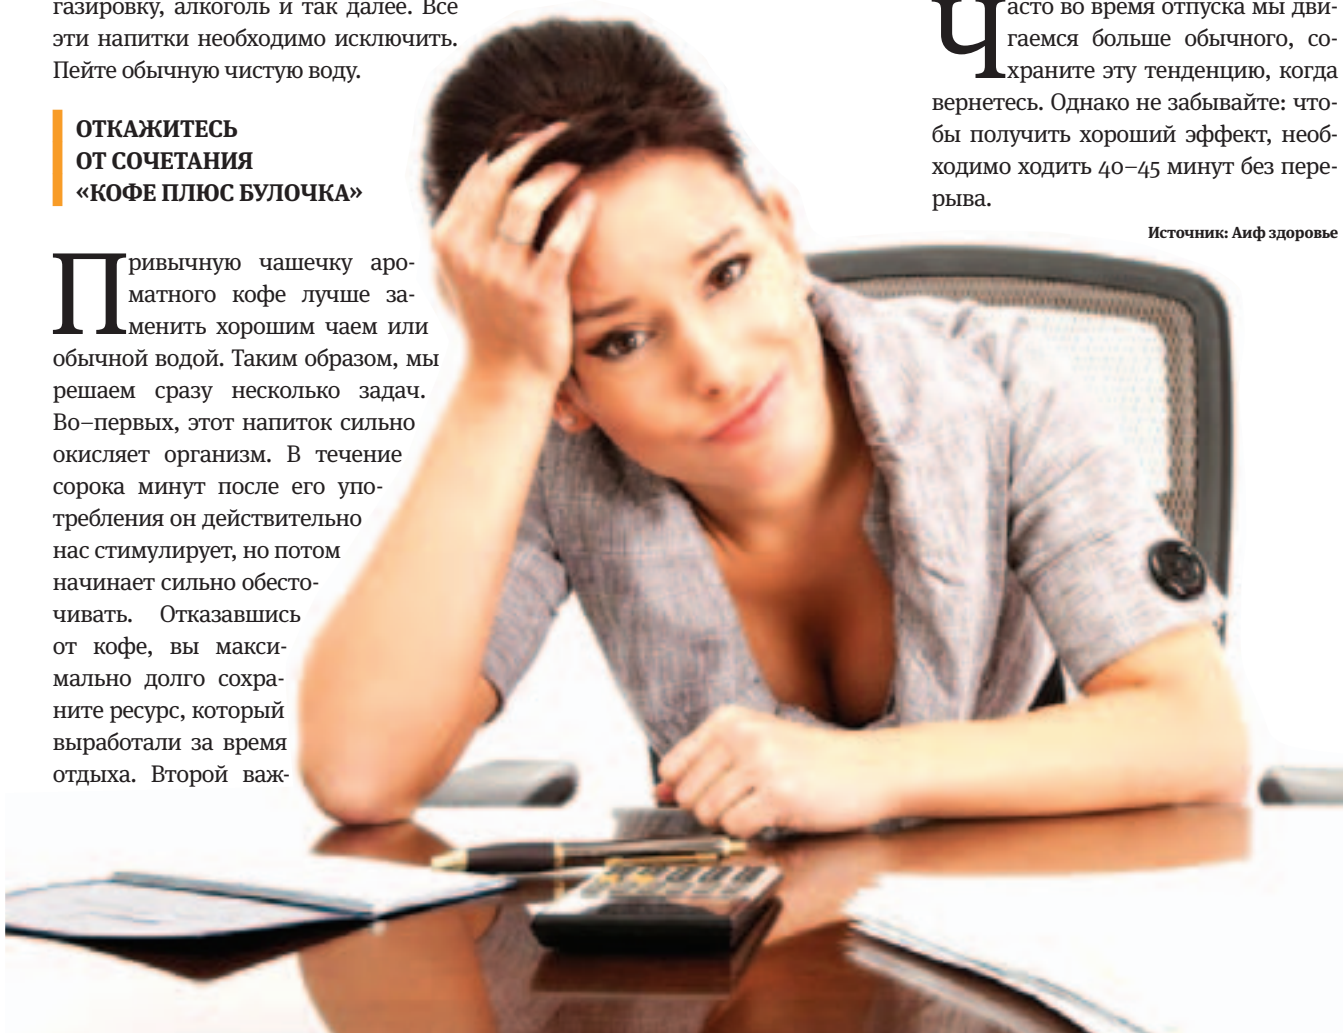 газировку, алкоголь и так далее. Все
эти напитки необходимо исключить.
Пейте обычную чистую воду.
ОТКАЖИТЕСЬ
ОТ СОЧЕТАНИЯ
«КОФЕ ПЛЮС БУЛОЧКА»
Привычную чашечку аро-
матного кофе лучше за-
менить хорошим чаем или
обычной водой. Таким образом, мы
решаем сразу несколько задач.
Во–первых, этот напиток сильно
окисляет организм. В течение
сорока минут после его упо-
требления он действительно
нас стимулирует, но потом
начинает сильно обесто-
чивать. Отказавшись
от кофе, вы макси-
мально долго сохра-
ните ресурс, который
выработали за время
отдыха. Второй важ-
Часто во время отпуска мы дви-
гаемся больше обычного, со-
храните эту тенденцию, когда
вернетесь. Однако не забывайте: что-
бы получить хороший эффект, необ-
ходимо ходить 40–45 минут без пере-
рыва.
Источник: Аиф здоровье